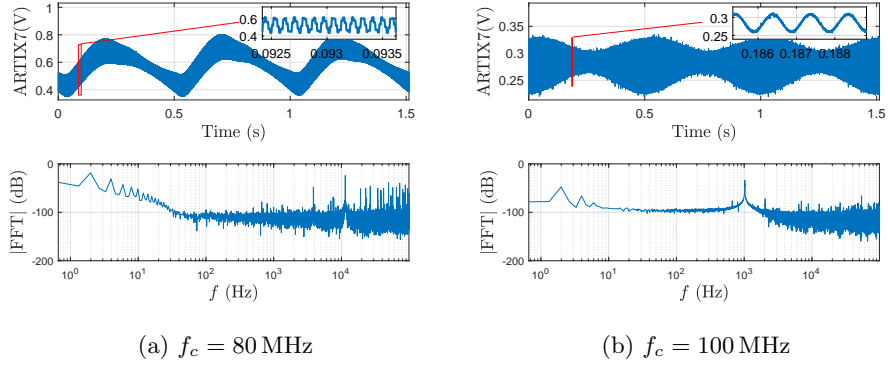 1
0.8
0.6
0.4
ARTIX7(V)
0.6
0.4
0.0925 0.093 0.0935
0 0.5 1 1.5
Time (s)
0.35
0.3
0.25
ARTIX7(V)
0.3
0.25
0.186 0.187 0.188
0 0.5 1 1.5
Time (s)
0
-100
-200
|FFT| (dB)
10^0 10^1 10^2 10^3 10^4
f (Hz)
0
-100
-200
|FFT| (dB)
10^0 10^1 10^2 10^3 10^4
f (Hz)
(a) f_c = 80 MHz
(b) f_c = 100 MHz